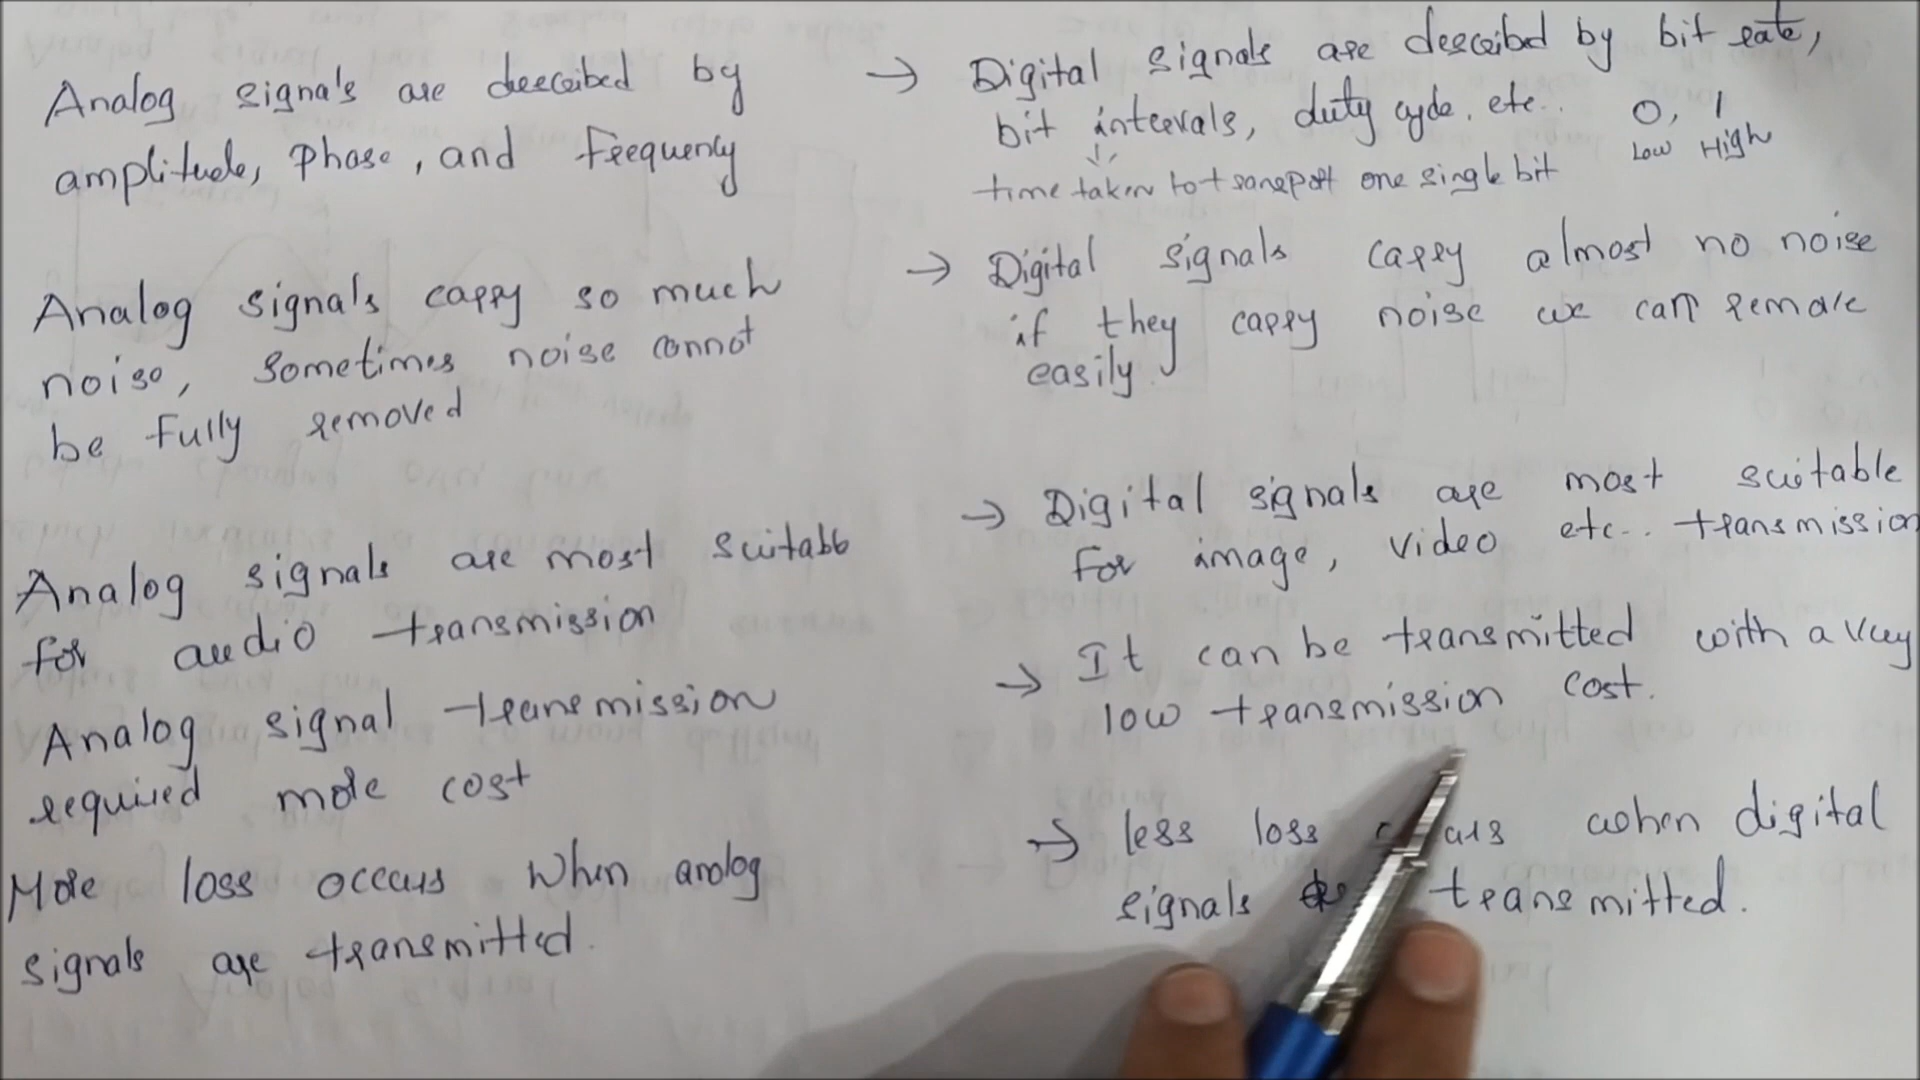 Analog signals are described by
amplitude, Phase, and frequency
Analog signals carry so much
noise, Sometimes noise cannot
be fully removed
Analog signals are most suitable
for audio transmission
Analog signal transmission
required more cost
More loss occurs when analog
signals are transmitted.
→ Digital signals are described by bit rate,
bit intervals, duty cycle, etc.. 0, 1
Low High
↓
time taken to transport one single bit
→ Digital signals carry almost no noise
if they carry noise we can remove
easily.
→ Digital signals are most suitable
for image, video etc.. transmission
→ It can be transmitted with a very
low transmission cost.
→ less loss when digital
signals transmitted.